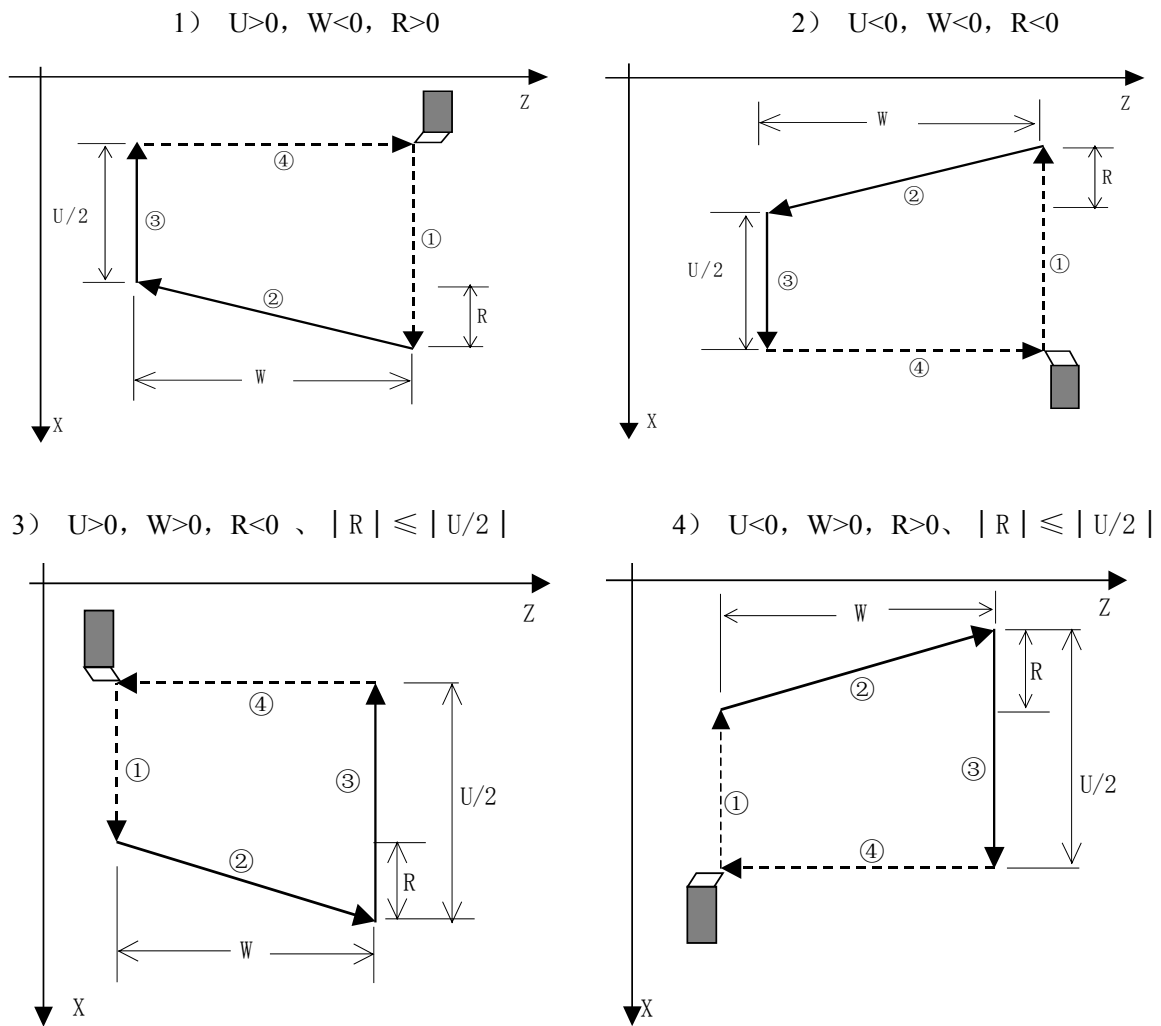 1） U>0，W<0，R>0
Z
④
U/2
③
①
②
R
W
X
2） U<0，W<0，R<0
Z
W
②
R
U/2
③
①
④
X
3） U>0，W>0，R<0 、｜R｜≤｜U/2｜
Z
④
①
③
U/2
②
R
W
X
4） U<0，W>0，R>0、｜R｜≤｜U/2｜
Z
W
②
R
①
③
U/2
④
X